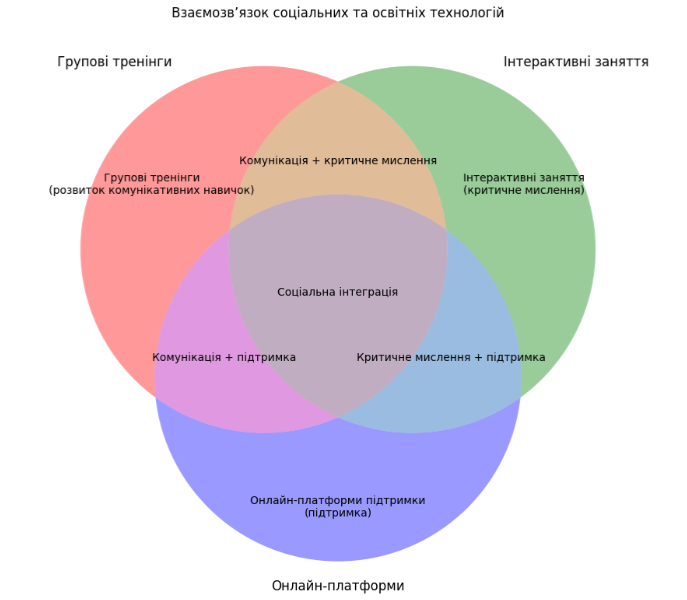 Взаємозв’язок соціальних та освітніх технологій
Групові тренінги
Інтерактивні заняття
Комунікація + критичне мислення
Групові тренінги
(розвиток комунікативних навичок)
Інтерактивні заняття
(критичне мислення)
Соціальна інтеграція
Комунікація + підтримка
Критичне мислення + підтримка
Онлайн-платформи підтримки
(підтримка)
Онлайн-платформи